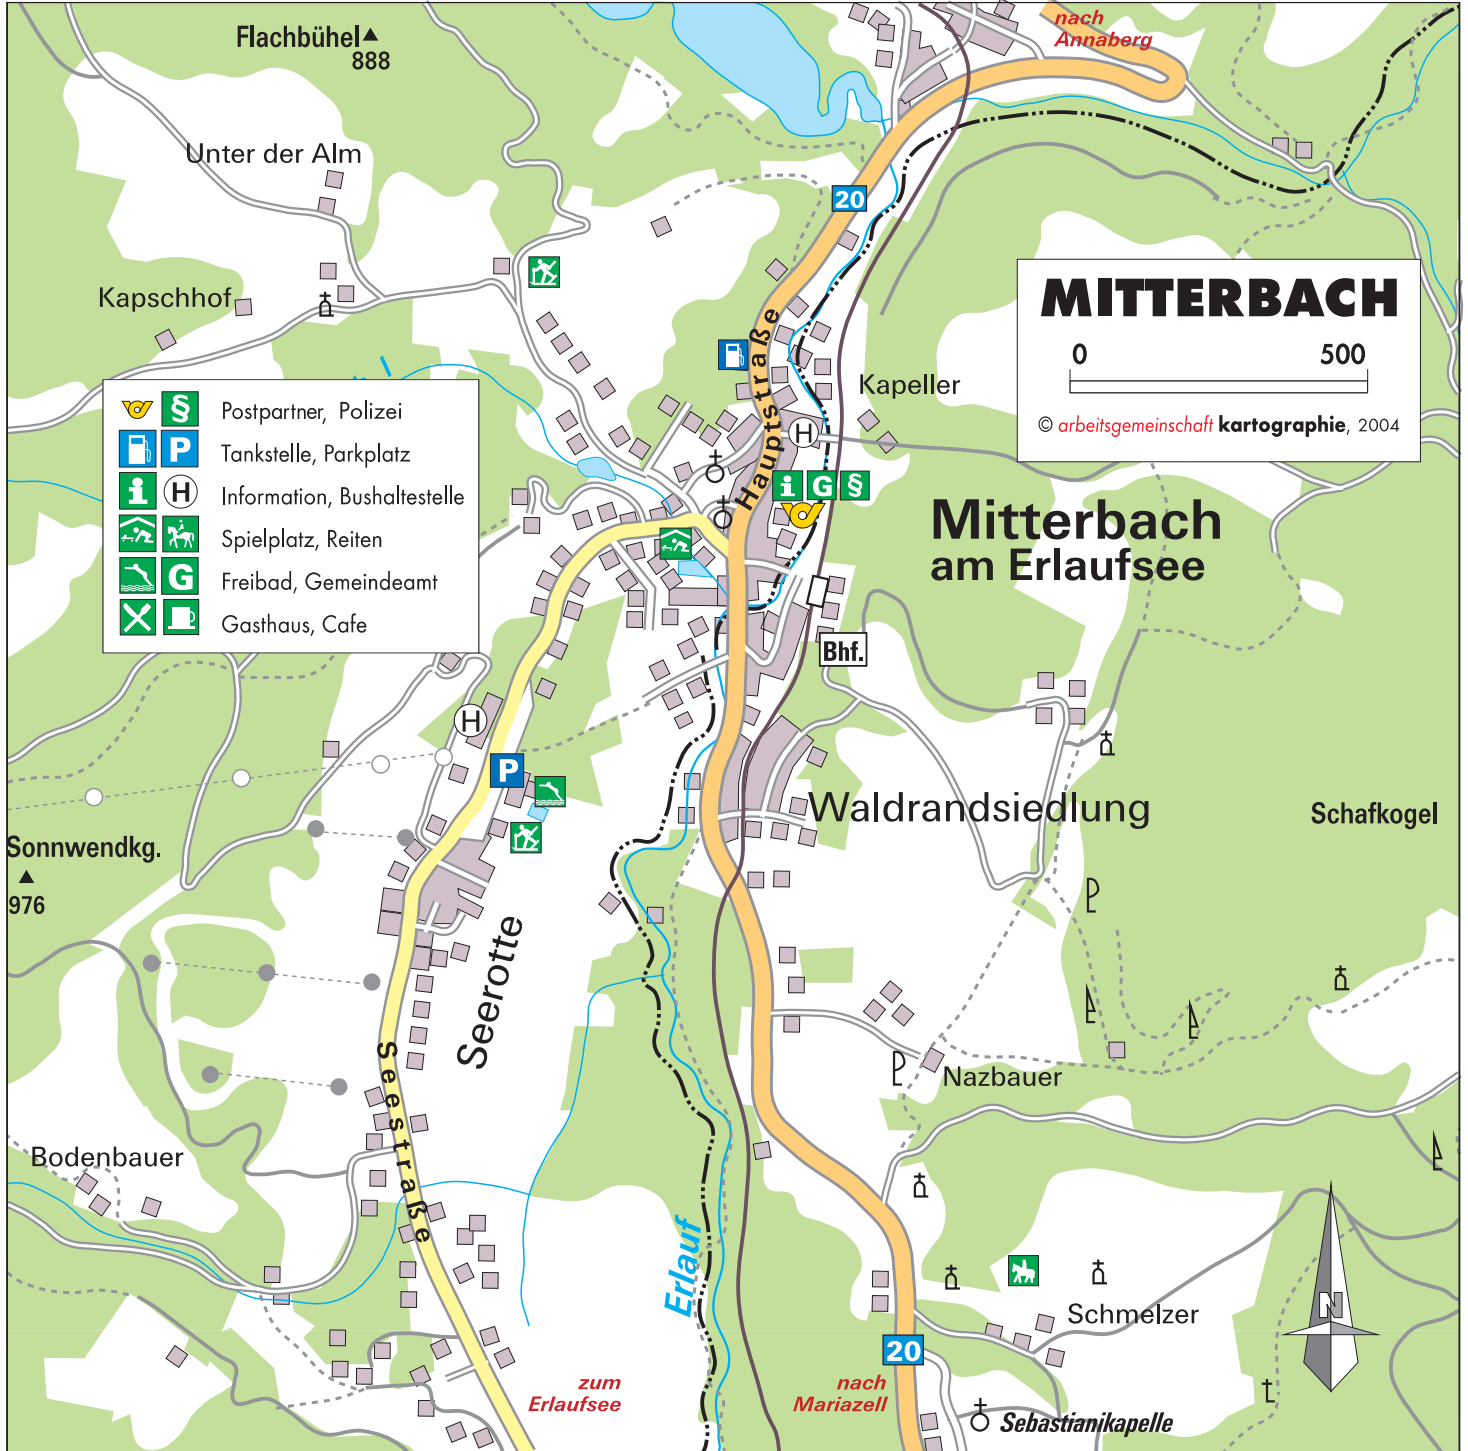 nach
Annaberg
Flachbühel
888
Unter der Alm
20
Kapschhof
MITTERBACH
0 500
© arbeitsgemeinschaft kartographie, 2004
Hauptstraße
Kapeller
§ Postpartner, Polizei
P Tankstelle, Parkplatz
i H Information, Bushaltestelle
Spielplatz, Reiten
G Freibad, Gemeindeamt
Gasthaus, Cafe
H
i G §
Mitterbach
am Erlaufsee
Bhf.
H
P
Waldrandsiedlung
Schafkogel
Sonnwendkg.
976
Seerotte
Seestraße
Nazbauer
Bodenbauer
Erlauf
Schmelzer
N
20
zum
Erlaufsee
nach
Mariazell
Sebastianikapelle